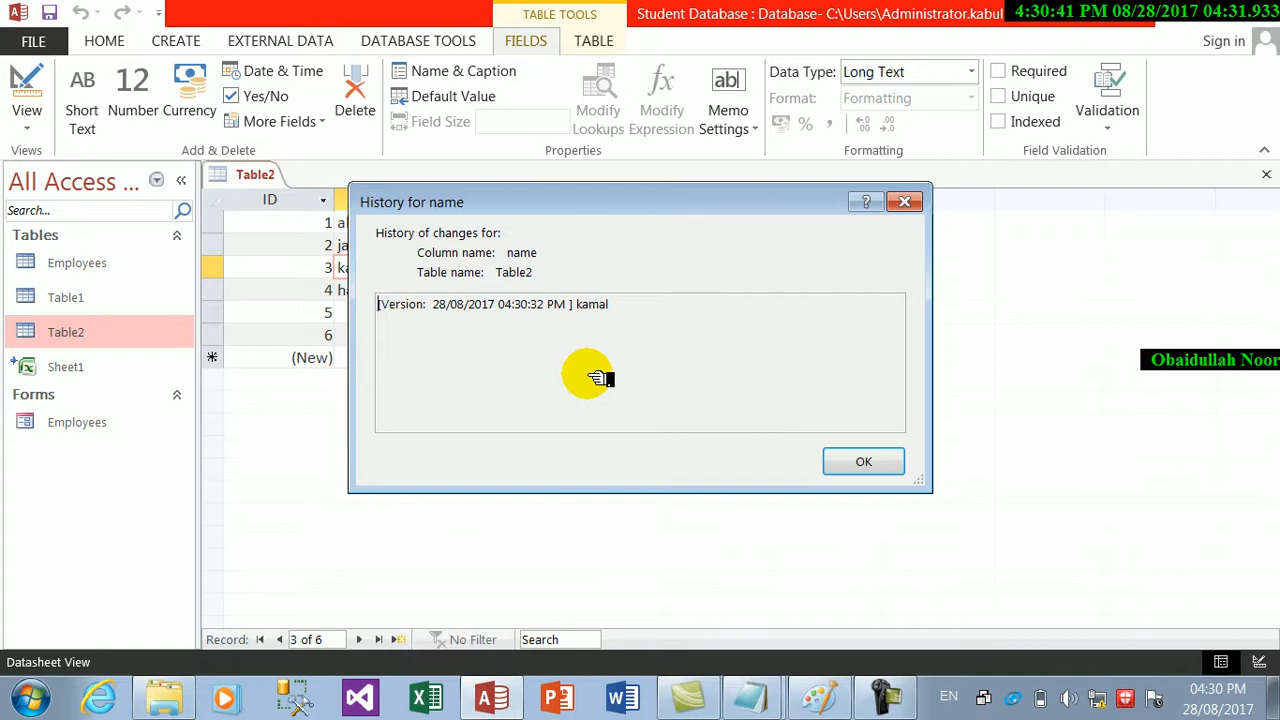 TABLE TOOLS
Student Database : Database- C:\Users\Administrator.kabul
4:30:41 PM 08/28/2017 04:31.933
FILE HOME CREATE EXTERNAL DATA DATABASE TOOLS FIELDS TABLE Sign in
View
Views
AB
Short
Text
12
Number
Currency
Date & Time
Yes/No
More Fields
Delete
Add & Delete
Name & Caption
Default Value
Field Size
Modify
Lookups
fx
Modify
Expression
ab
Memo
Settings
Properties
Data Type: Long Text
Format: Formatting
$ % , .00 .0
Formatting
Required
Unique
Indexed
Validation
Field Validation
All Access ...
Search...
Tables
Employees
Table1
Table2
Sheet1
Forms
Employees
Table2
ID
1
2 ja
3
4
5
6
* (New)
History for name
?
History of changes for:
Column name: name
Table name: Table2
[Version: 28/08/2017 04:30:32 PM ] kamal
OK
Obaidullah Noor
Record: 3 of 6 No Filter Search
Datasheet View
EN
04:30 PM
28/08/2017